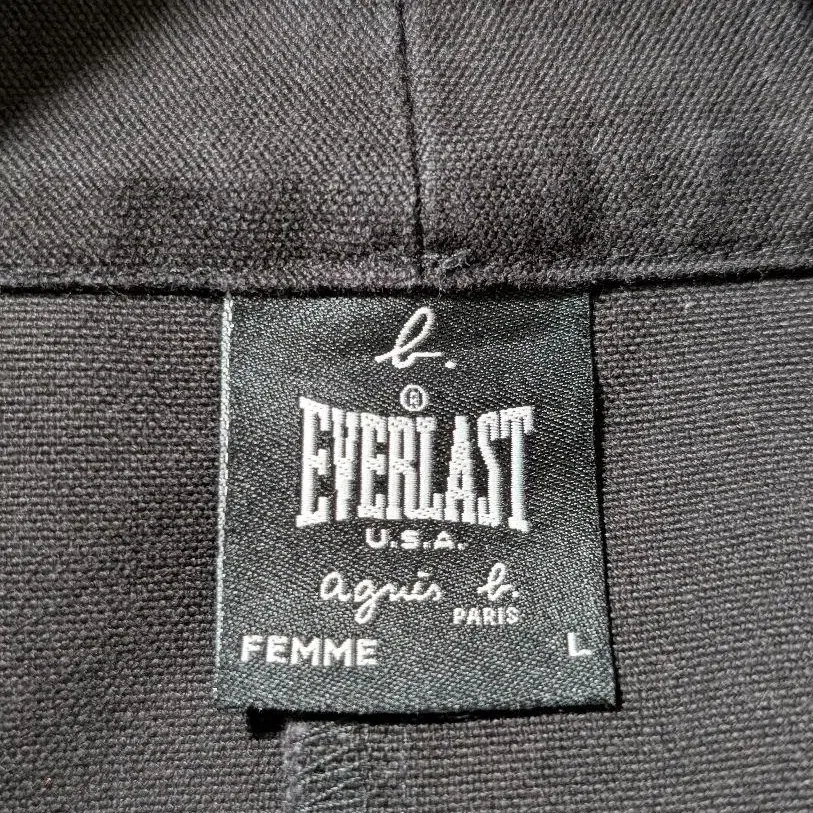 b.
®
EVERLAST
U.S.A.
agnès b.
PARIS
FEMME L